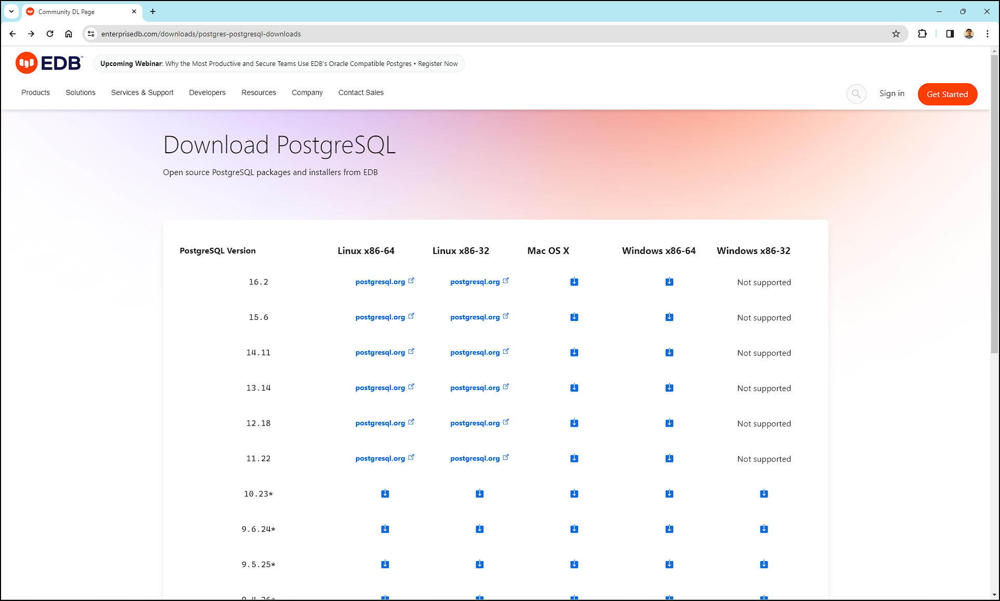 Community DL Page
enterprisedb.com/downloads/postgres-postgresql-downloads
EDB™ Upcoming Webinar: Why the Most Productive and Secure Teams Use EDB's Oracle Compatible Postgres • Register Now
Products Solutions Services & Support Developers Resources Company Contact Sales Sign in Get Started
Download PostgreSQL
Open source PostgreSQL packages and installers from EDB
PostgreSQL Version Linux x86-64 Linux x86-32 Mac OS X Windows x86-64 Windows x86-32
16.2 postgresql.org postgresql.org Not supported
15.6 postgresql.org postgresql.org Not supported
14.11 postgresql.org postgresql.org Not supported
13.14 postgresql.org postgresql.org Not supported
12.18 postgresql.org postgresql.org Not supported
11.22 postgresql.org postgresql.org Not supported
10.23*
9.6.24*
9.5.25*